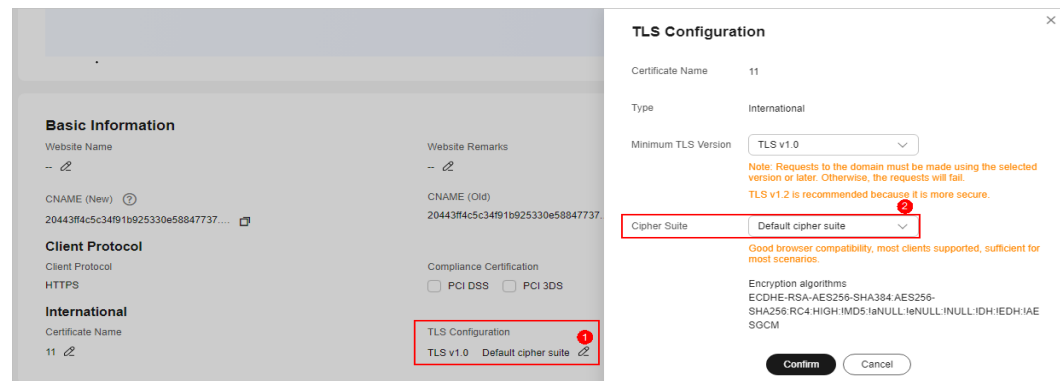 Basic Information
Website Name
Website Remarks
--
--
CNAME (New) ?
CNAME (Old)
20443ff4c5c34f91b925330e58847737....
20443ff4c5c34f91b925330e58847737.
Client Protocol
Client Protocol
Compliance Certification
HTTPS
PCI DSS PCI 3DS
International
Certificate Name
TLS Configuration
1
11
TLS v1.0 Default cipher suite
TLS Configuration
Certificate Name 11
Type International
Minimum TLS Version TLS v1.0
Note: Requests to the domain must be made using the selected
version or later. Otherwise, the requests will fail.
TLS v1.2 is recommended because it is more secure.
2
Cipher Suite Default cipher suite
Good browser compatibility, most clients supported, sufficient for
most scenarios.
Encryption algorithms
ECDHE-RSA-AES256-SHA384:AES256-
SHA256:RC4:HIGH:!MD5:!aNULL:!eNULL:!NULL:!DH:!EDH:!AE
SGCM
Confirm Cancel